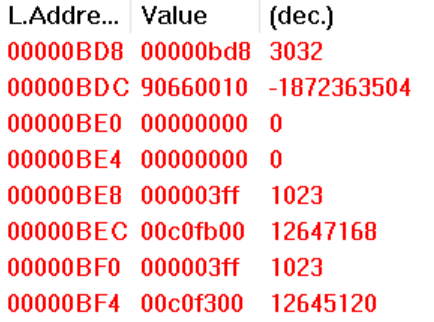 L.Addre... Value (dec.)
00000BD8 00000bd8 3032
00000BDC 90660010 -1872363504
00000BE0 00000000 0
00000BE4 00000000 0
00000BE8 000003ff 1023
00000BEC 00c0fb00 12647168
00000BF0 000003ff 1023
00000BF4 00c0f300 12645120